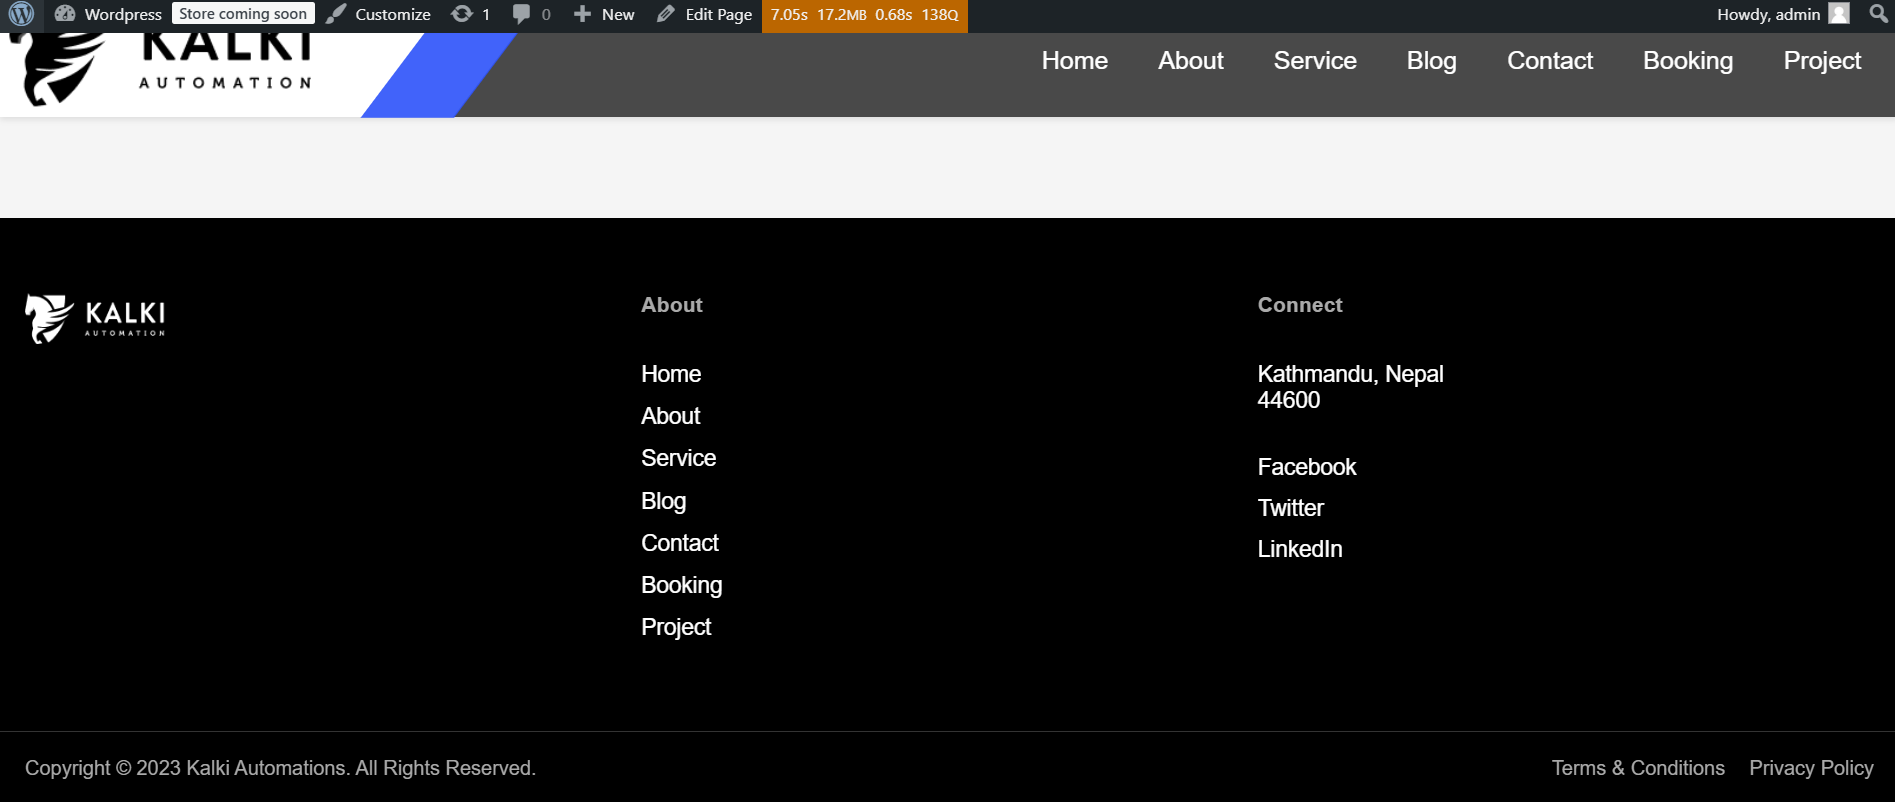 Wordpress Store coming soon Customize 1 0 New Edit Page 7.05s 17.2MB 0.68s 138Q Howdy, admin
KALKI
AUTOMATION
Home About Service Blog Contact Booking Project
KALKI
AUTOMATION
About
Home
About
Service
Blog
Contact
Booking
Project
Connect
Kathmandu, Nepal
44600
Facebook
Twitter
LinkedIn
Copyright © 2023 Kalki Automations. All Rights Reserved.
Terms & Conditions Privacy Policy